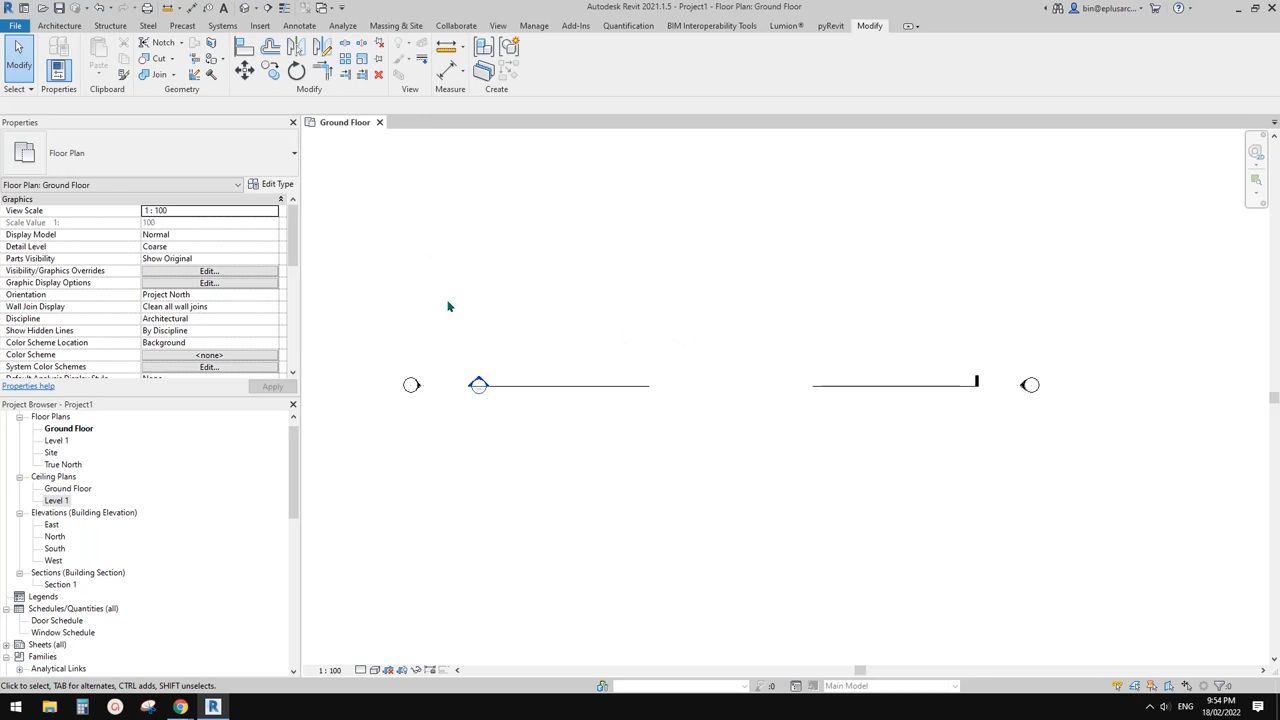 Autodesk Revit 2021.1.5 - Project1 - Floor Plan: Ground Floor
bin@eplusarc...
File Architecture Structure Steel Precast Systems Insert Annotate Analyze Massing & Site Collaborate View Manage Add-Ins Quantification BIM Interoperability Tools Lumion® pyRevit Modify
Modify Paste Notch Cut Join
Select Properties Clipboard Geometry Modify View Measure Create
Properties
Ground Floor
Floor Plan
Floor Plan: Ground Floor Edit Type
Graphics
View Scale 1 : 100
Scale Value 1: 100
Display Model Normal
Detail Level Coarse
Parts Visibility Show Original
Visibility/Graphics Overrides Edit...
Graphic Display Options Edit...
Orientation Project North
Wall Join Display Clean all wall joins
Discipline Architectural
Show Hidden Lines By Discipline
Color Scheme Location Background
Color Scheme <none>
System Color Schemes Edit...
Properties help Apply
Project Browser - Project1
Floor Plans
Ground Floor
Level 1
Site
True North
Ceiling Plans
Ground Floor
Level 1
Elevations (Building Elevation)
East
North
South
West
Sections (Building Section)
Section 1
Legends
Schedules/Quantities (all)
Door Schedule
Window Schedule
Sheets (all)
Families
Analytical Links
1 : 100
Click to select, TAB for alternates, CTRL adds, SHIFT unselects.
:0 Main Model :0
ENG
9:54 PM
18/02/2022